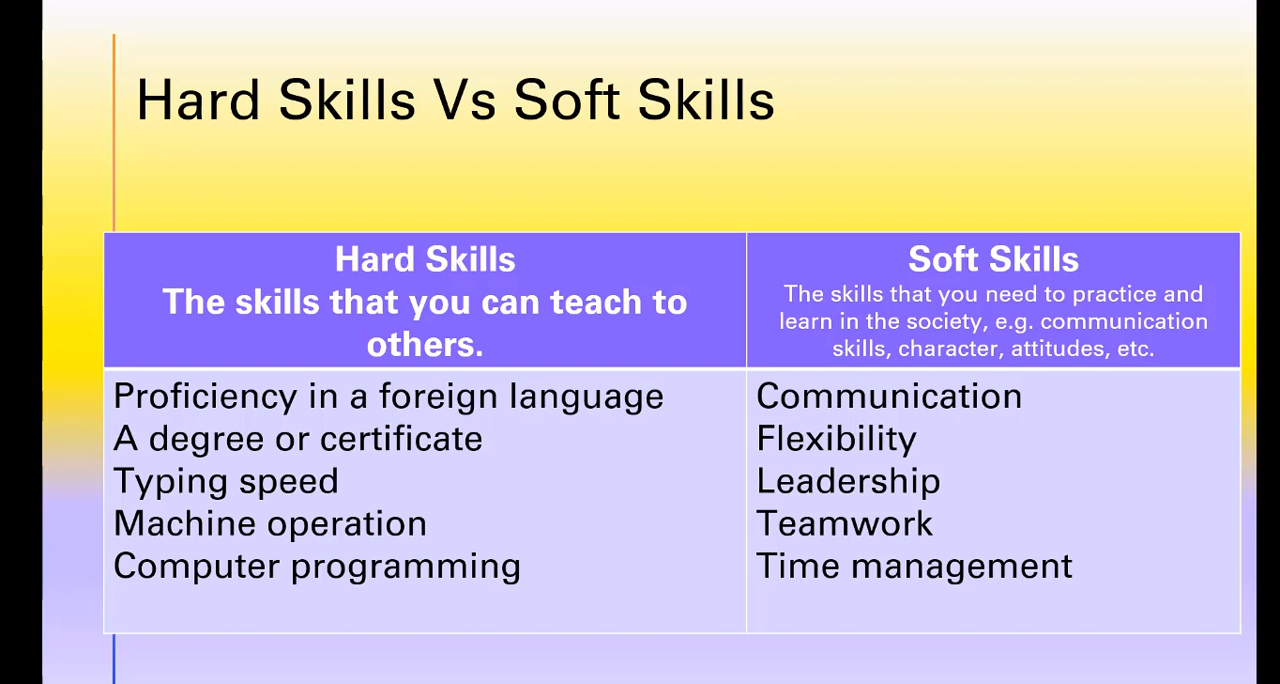 Hard Skills Vs Soft Skills
Hard Skills
The skills that you can teach to
others.
Soft Skills
The skills that you need to practice and
learn in the society, e.g. communication
skills, character, attitudes, etc.
Proficiency in a foreign language
A degree or certificate
Typing speed
Machine operation
Computer programming
Communication
Flexibility
Leadership
Teamwork
Time management